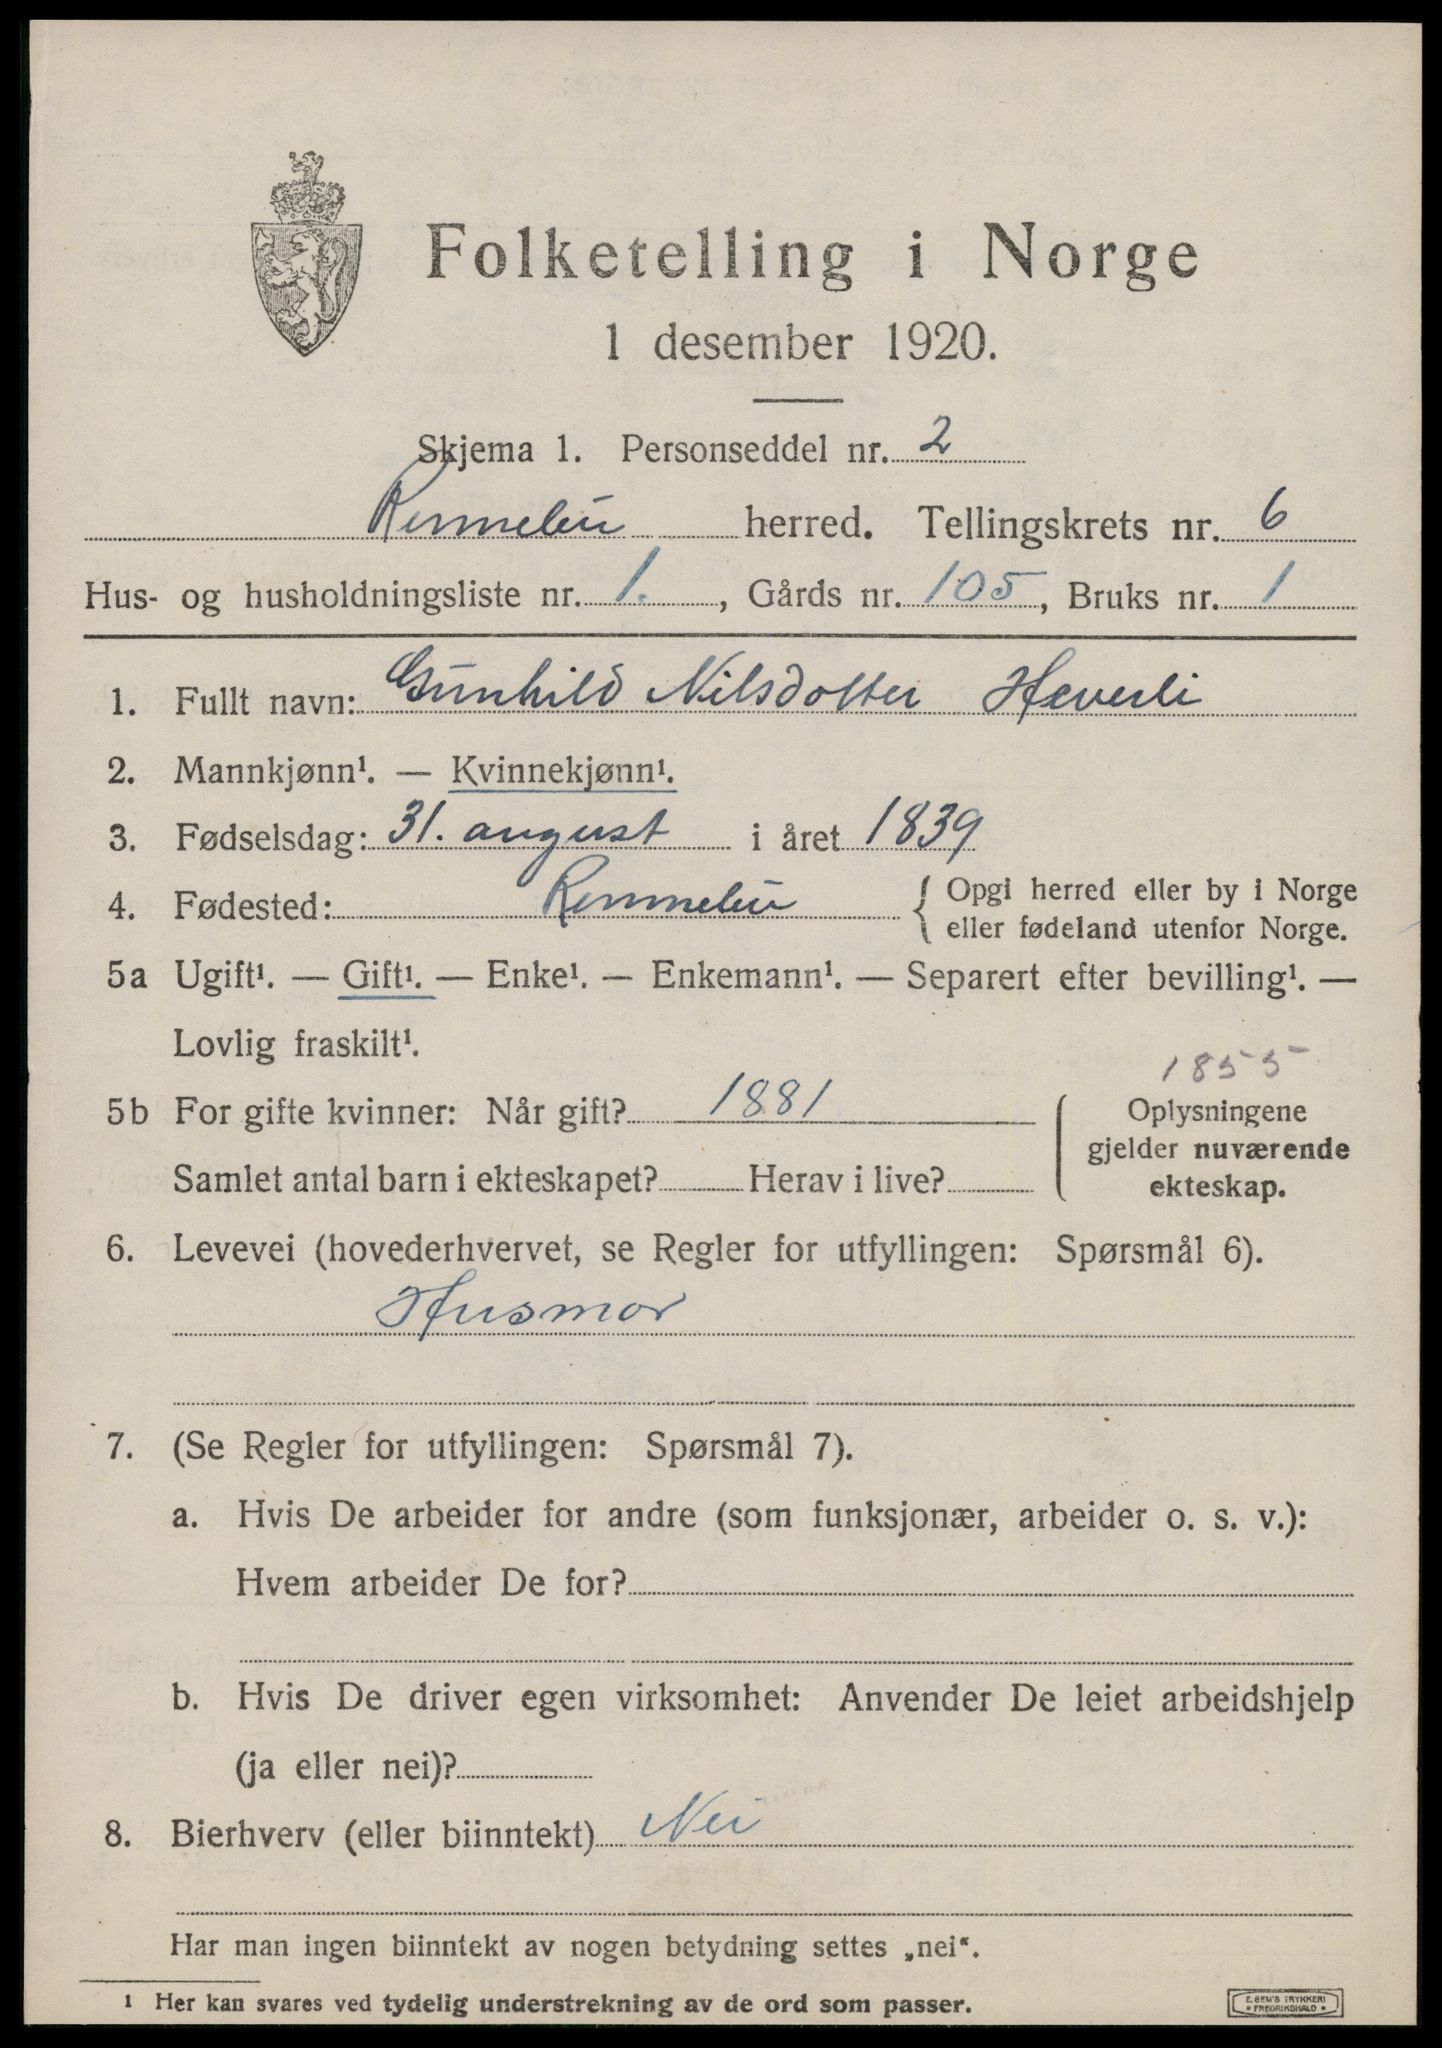 Folketelling i Norge
1 desember 1920.
Skjema 1. Personseddel nr. 2
Rennebu herred. Tellingskrets nr. 6
Hus- og husholdningsliste nr. 1., Gårds nr. 105, Bruks nr. 1
1. Fullt navn: Gunhild Nilsdotter Heverli
2. Mannkjønn¹. — Kvinnekjønn¹.
3. Fødselsdag: 31. august i året 1839
4. Fødested: Rennebu { Opgi herred eller by i Norge
eller fødeland utenfor Norge.
5a Ugift¹. — Gift¹. — Enke¹. — Enkemann¹. — Separert efter bevilling¹. —
Lovlig fraskilt¹.
1855
5b For gifte kvinner: Når gift? 1881
Samlet antal barn i ekteskapet? Herav i live?
Oplysningene
gjelder nuværende
ekteskap.
6. Levevei (hovederhvervet, se Regler for utfyllingen: Spørsmål 6).
Husmor
7. (Se Regler for utfyllingen: Spørsmål 7).
a. Hvis De arbeider for andre (som funksjonær, arbeider o. s. v.):
Hvem arbeider De for?
b. Hvis De driver egen virksomhet: Anvender De leiet arbeidshjelp
(ja eller nei)?
8. Bierhverv (eller biinntekt) Nei
Har man ingen biinntekt av nogen betydning settes „nei“.
1 Her kan svares ved tydelig understrekning av de ord som passer.
E. SEM'S TRYKKERI
• FREDRIKSHALD •